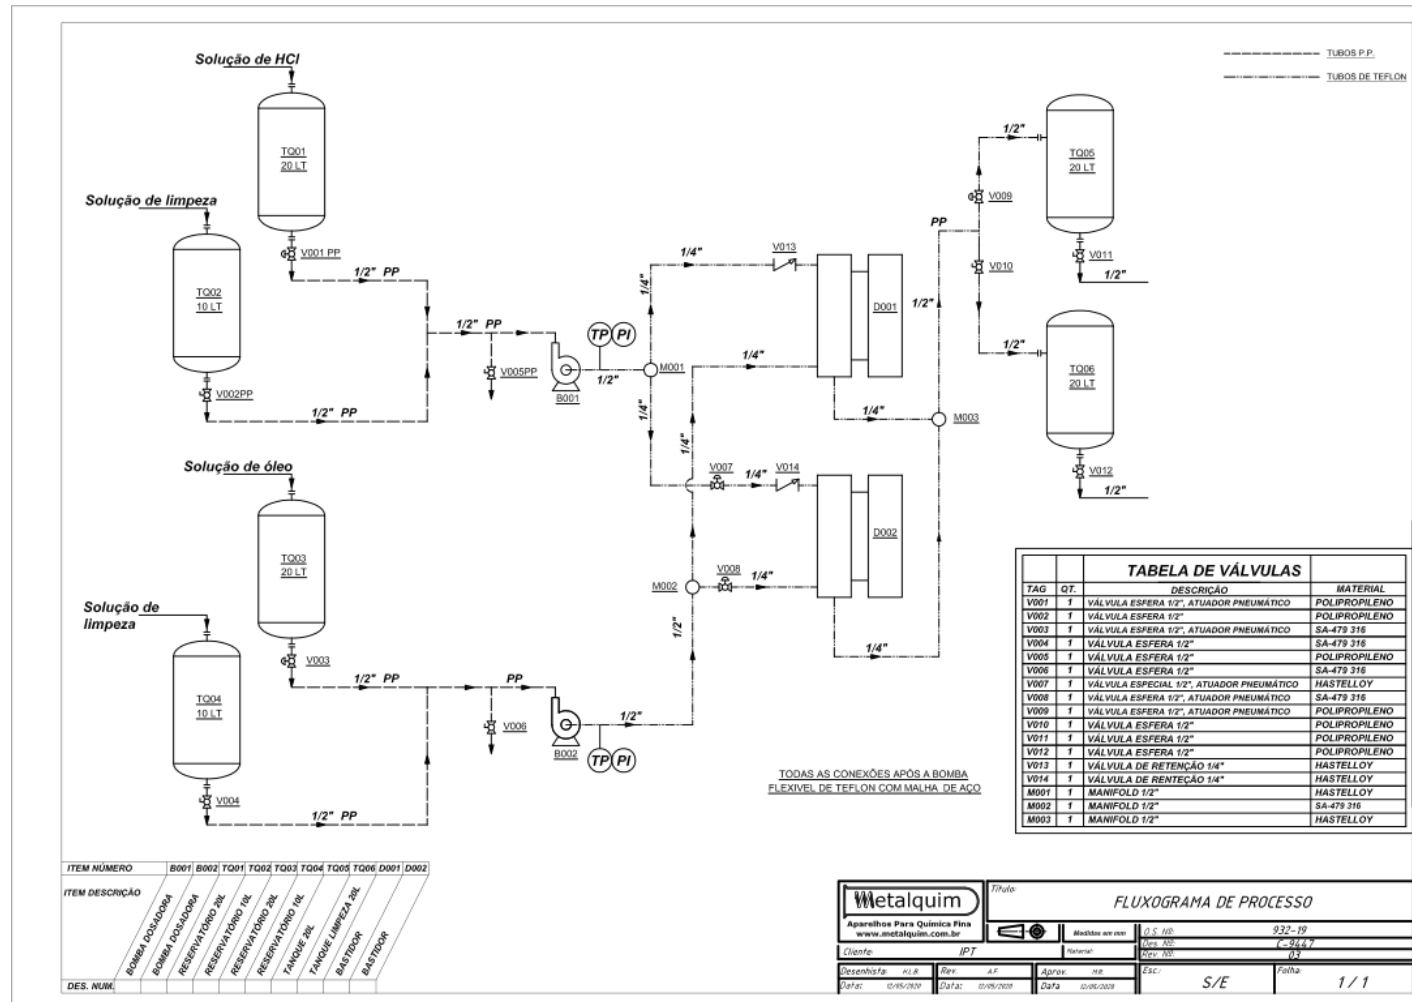 Solução de HCl
TUBOS P.P.
TUBOS DE TEFLON
TQ01
20 LT
1/2"
TQ05
20 LT
Solução de limpeza
V009
PP
V001 PP
1/4"
V013
V010
V011
1/2"
1/2" PP
1/4"
TQ02
10 LT
D001
1/2"
1/2" PP
TP
PI
1/4"
1/2"
TQ06
20 LT
V002PP
V005PP
B001
1/2"
M001
1/2" PP
1/4"
1/4"
1/4"
M003
Solução de óleo
V007
1/4"
V014
V012
1/2"
TQ03
20 LT
D002
M002
V008
1/4"
Solução de
limpeza
1/2"
1/4"
V003
1/2" PP
PP
TQ04
10 LT
V006
B002
1/2"
TP
PI
V004
1/2" PP
TODAS AS CONEXÕES APÓS A BOMBA
FLEXIVEL DE TEFLON COM MALHA DE AÇO
TABELA DE VÁLVULAS
TAG QT. DESCRIÇÃO MATERIAL
V001 1 VÁLVULA ESFERA 1/2", ATUADOR PNEUMÁTICO POLIPROPILENO
V002 1 VÁLVULA ESFERA 1/2" POLIPROPILENO
V003 1 VÁLVULA ESFERA 1/2", ATUADOR PNEUMÁTICO SA-479 316
V004 1 VÁLVULA ESFERA 1/2" SA-479 316
V005 1 VÁLVULA ESFERA 1/2" POLIPROPILENO
V006 1 VÁLVULA ESFERA 1/2" SA-479 316
V007 1 VÁLVULA ESPECIAL 1/2", ATUADOR PNEUMÁTICO HASTELLOY
V008 1 VÁLVULA ESFERA 1/2", ATUADOR PNEUMÁTICO SA-479 316
V009 1 VÁLVULA ESFERA 1/2", ATUADOR PNEUMÁTICO POLIPROPILENO
V010 1 VÁLVULA ESFERA 1/2" POLIPROPILENO
V011 1 VÁLVULA ESFERA 1/2" POLIPROPILENO
V012 1 VÁLVULA ESFERA 1/2" POLIPROPILENO
V013 1 VÁLVULA DE RETENÇÃO 1/4" HASTELLOY
V014 1 VÁLVULA DE RENTEÇÃO 1/4" HASTELLOY
M001 1 MANIFOLD 1/2" HASTELLOY
M002 1 MANIFOLD 1/2" SA-479 316
M003 1 MANIFOLD 1/2" HASTELLOY
ITEM NÚMERO B001 B002 TQ01 TQ02 TQ03 TQ04 TQ05 TQ06 D001 D002
ITEM DESCRIÇÃO
BOMBA DOSADORA
BOMBA DOSADORA
RESERVATÓRIO 20L
RESERVATÓRIO 10L
RESERVATÓRIO 20L
RESERVATÓRIO 10L
TANQUE 20L
TANQUE LIMPEZA 20L
BASTIDOR
BASTIDOR
DES. NUM.
Metalquim
Aparelhos Para Química Fina
www.metalquim.com.br
Título:
FLUXOGRAMA DE PROCESSO
Medidas em mm
O.S. Nº: 932-19
Des. Nº: C-9447
Rev. Nº: 03
Cliente: IPT
Material:
Desenhista: H.L.B. Rev. A.F. Aprov. H.R.
Data: 12/05/2020 Data: 12/05/2020 Data 12/05/2020
Esc.: S/E
Folha: 1 / 1